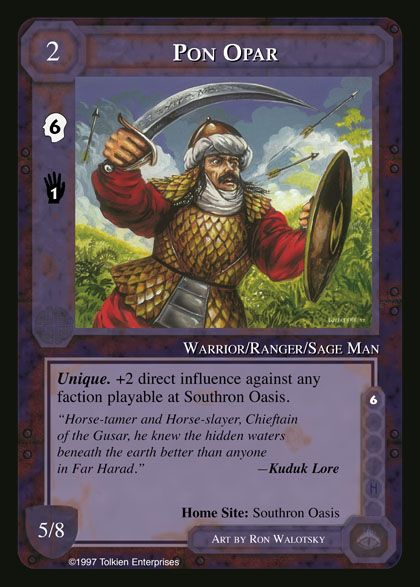 2
PON OPAR
6
1
WARRIOR/RANGER/SAGE MAN
Unique. +2 direct influence against any
faction playable at Southron Oasis.
6
“Horse-tamer and Horse-slayer, Chieftain
of the Gusar, he knew the hidden waters
beneath the earth better than anyone
in Far Harad.” —Kuduk Lore
H
Home Site: Southron Oasis
5/8
ART BY RON WALOTSKY
©1997 Tolkien Enterprises